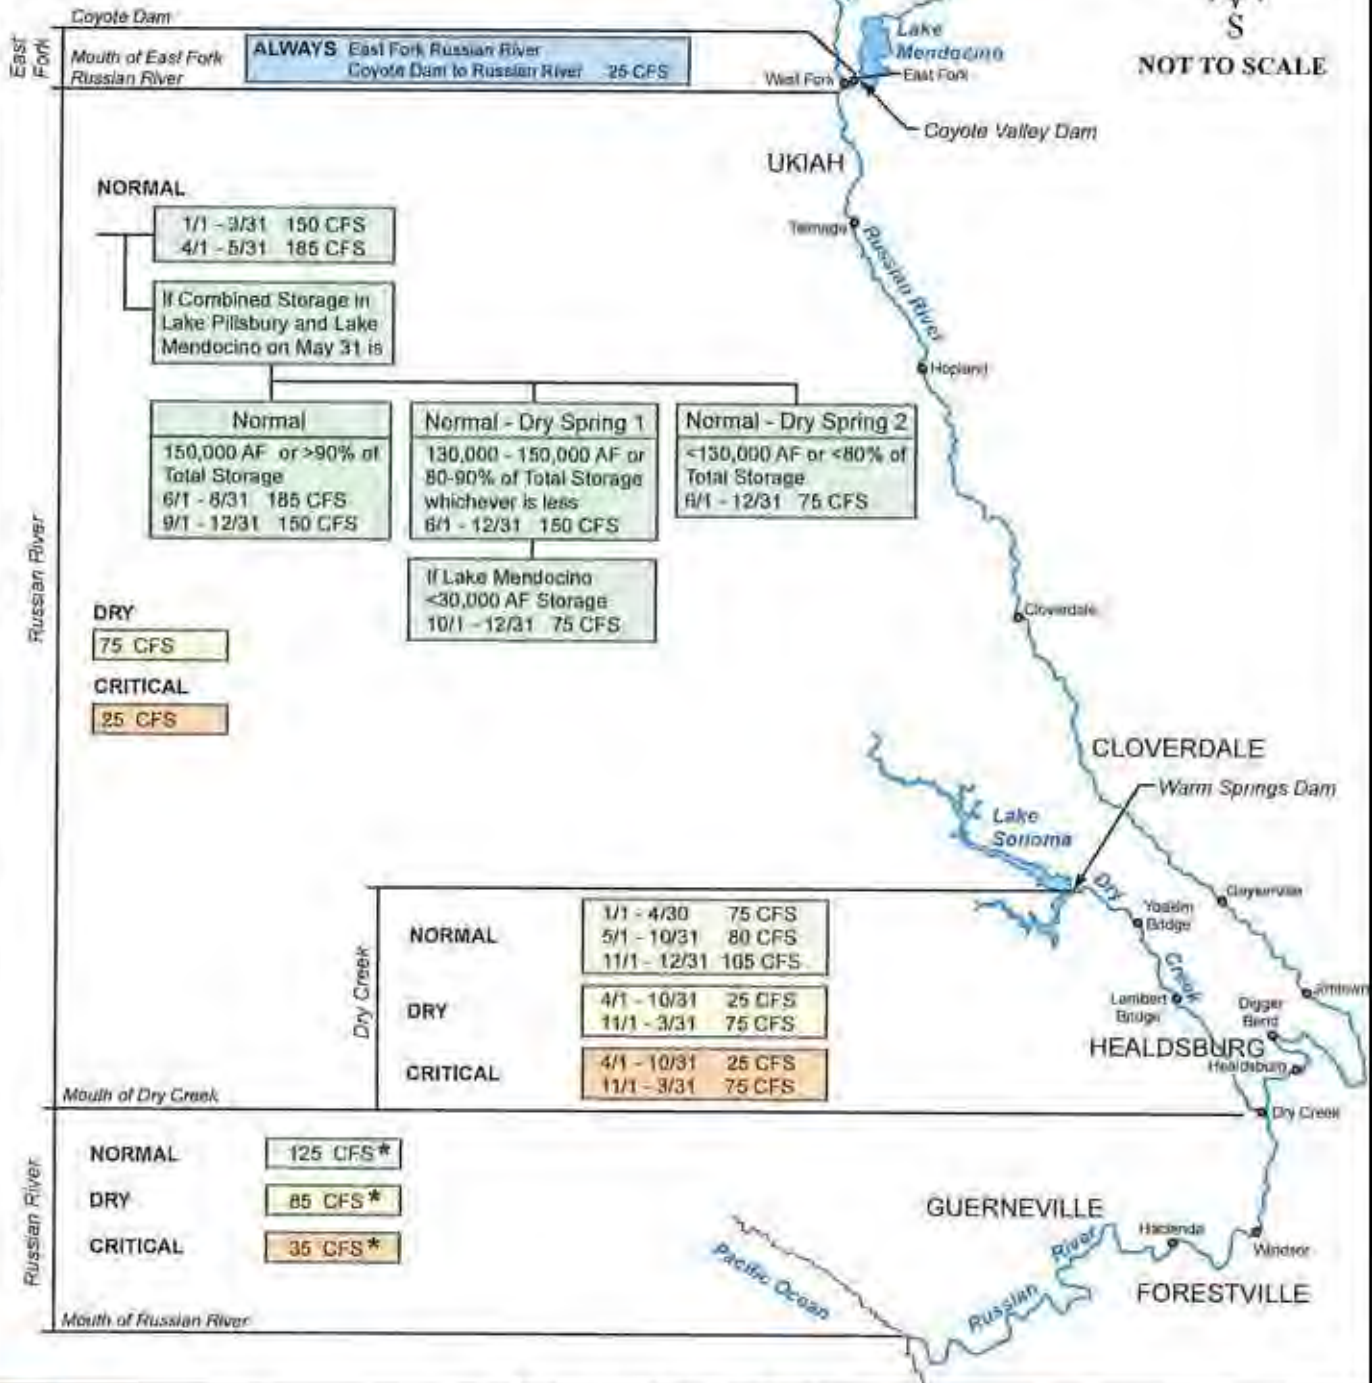 Coyote Dam
East
Fork
Mouth of East Fork
Russian River
ALWAYS East Fork Russian River
Coyote Dam to Russian River 25 CFS
Lake
Mendocino
West Fork
East Fork
Coyote Valley Dam
S
NOT TO SCALE
UKIAH
Talmage
Russian River
Hopland
NORMAL
1/1 - 3/31 150 CFS
4/1 - 5/31 185 CFS
If Combined Storage in
Lake Pillsbury and Lake
Mendocino on May 31 is
Normal
150,000 AF or >90% of
Total Storage
6/1 - 8/31 185 CFS
9/1 - 12/31 150 CFS
Normal - Dry Spring 1
130,000 - 150,000 AF or
80-90% of Total Storage
whichever is less
6/1 - 12/31 150 CFS
If Lake Mendocino
<30,000 AF Storage
10/1 - 12/31 75 CFS
Normal - Dry Spring 2
<130,000 AF or <80% of
Total Storage
6/1 - 12/31 75 CFS
Russian River
DRY
75 CFS
CRITICAL
25 CFS
Cloverdale
CLOVERDALE
Warm Springs Dam
Lake
Sonoma
Dry
Creek
Geyserville
Yoakim
Bridge
Lambert
Bridge
Digger
Bend
Jimtown
HEALDSBURG
Healdsburg
Dry Creek
Dry Creek
NORMAL
1/1 - 4/30 75 CFS
5/1 - 10/31 80 CFS
11/1 - 12/31 105 CFS
DRY
4/1 - 10/31 25 CFS
11/1 - 3/31 75 CFS
CRITICAL
4/1 - 10/31 25 CFS
11/1 - 3/31 75 CFS
Mouth of Dry Creek
Russian River
NORMAL
125 CFS*
DRY
85 CFS*
CRITICAL
35 CFS*
Mouth of Russian River
GUERNEVILLE
Hacienda
Windsor
FORESTVILLE
Russian River
Pacific Ocean